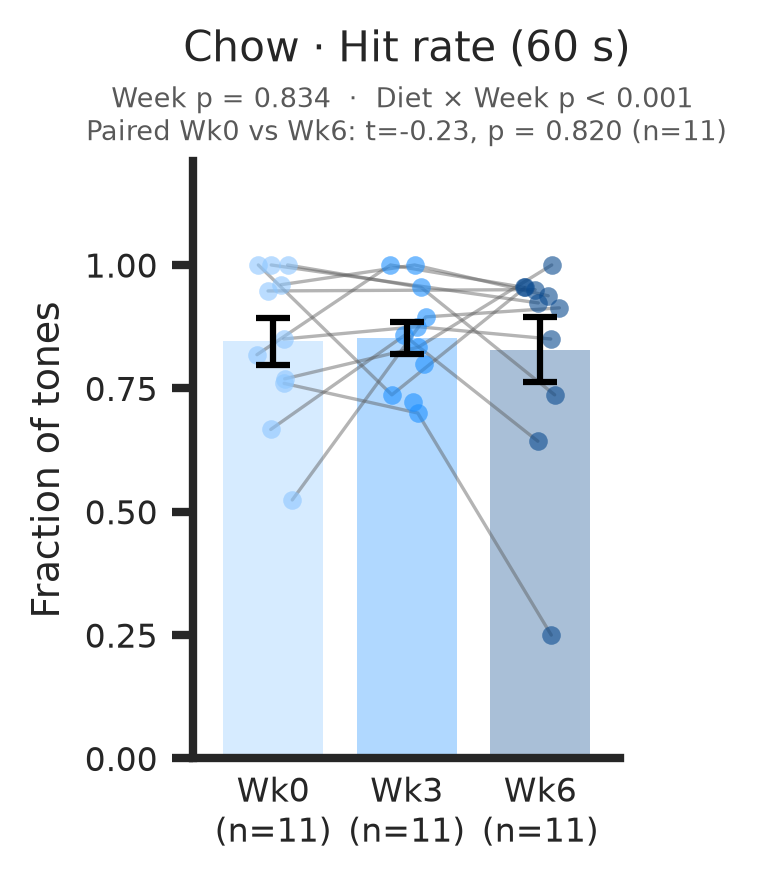 Chow · Hit rate (60 s)
Week p = 0.834 · Diet × Week p < 0.001
Paired Wk0 vs Wk6: t=-0.23, p = 0.820 (n=11)
Fraction of tones
1.00
0.75
0.50
0.25
0.00
Wk0 Wk3 Wk6
(n=11) (n=11) (n=11)